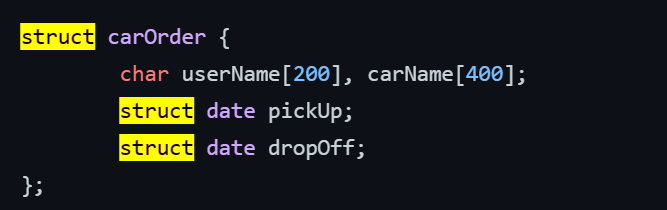 struct carOrder {
char userName[200], carName[400];
struct date pickUp;
struct date dropOff;
};